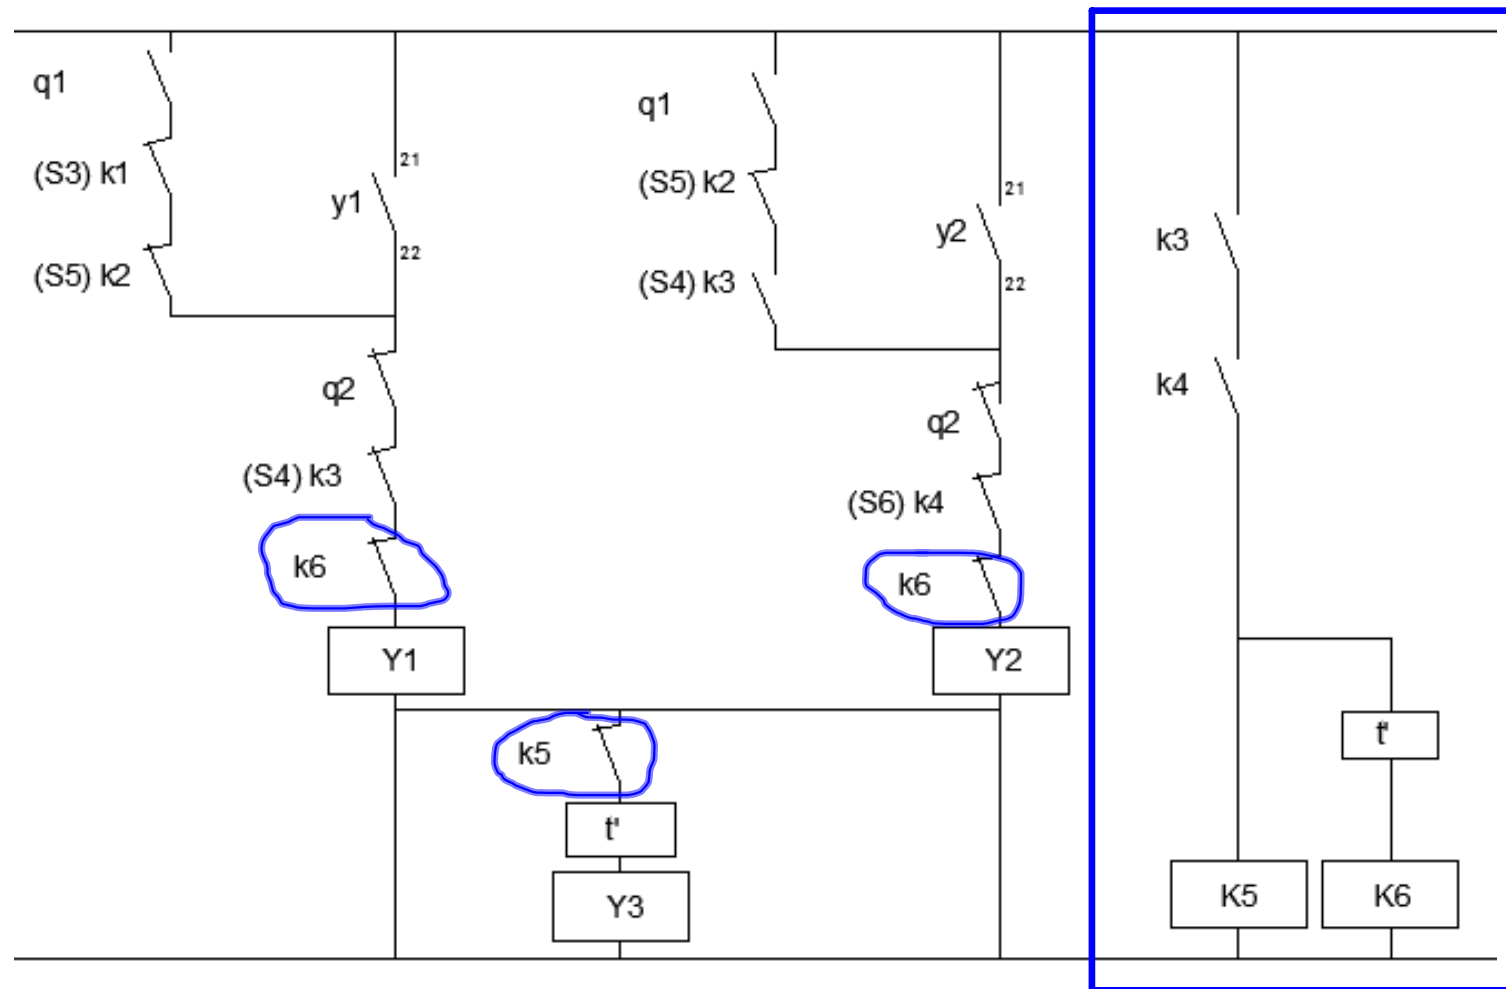 q1
(S3) k1
(S5) k2
21
y1
22
q2
(S4) k3
k6
Y1
q1
(S5) k2
(S4) k3
21
y2
22
q2
(S6) k4
k6
Y2
k5
t'
Y3
k3
k4
t'
K5
K6